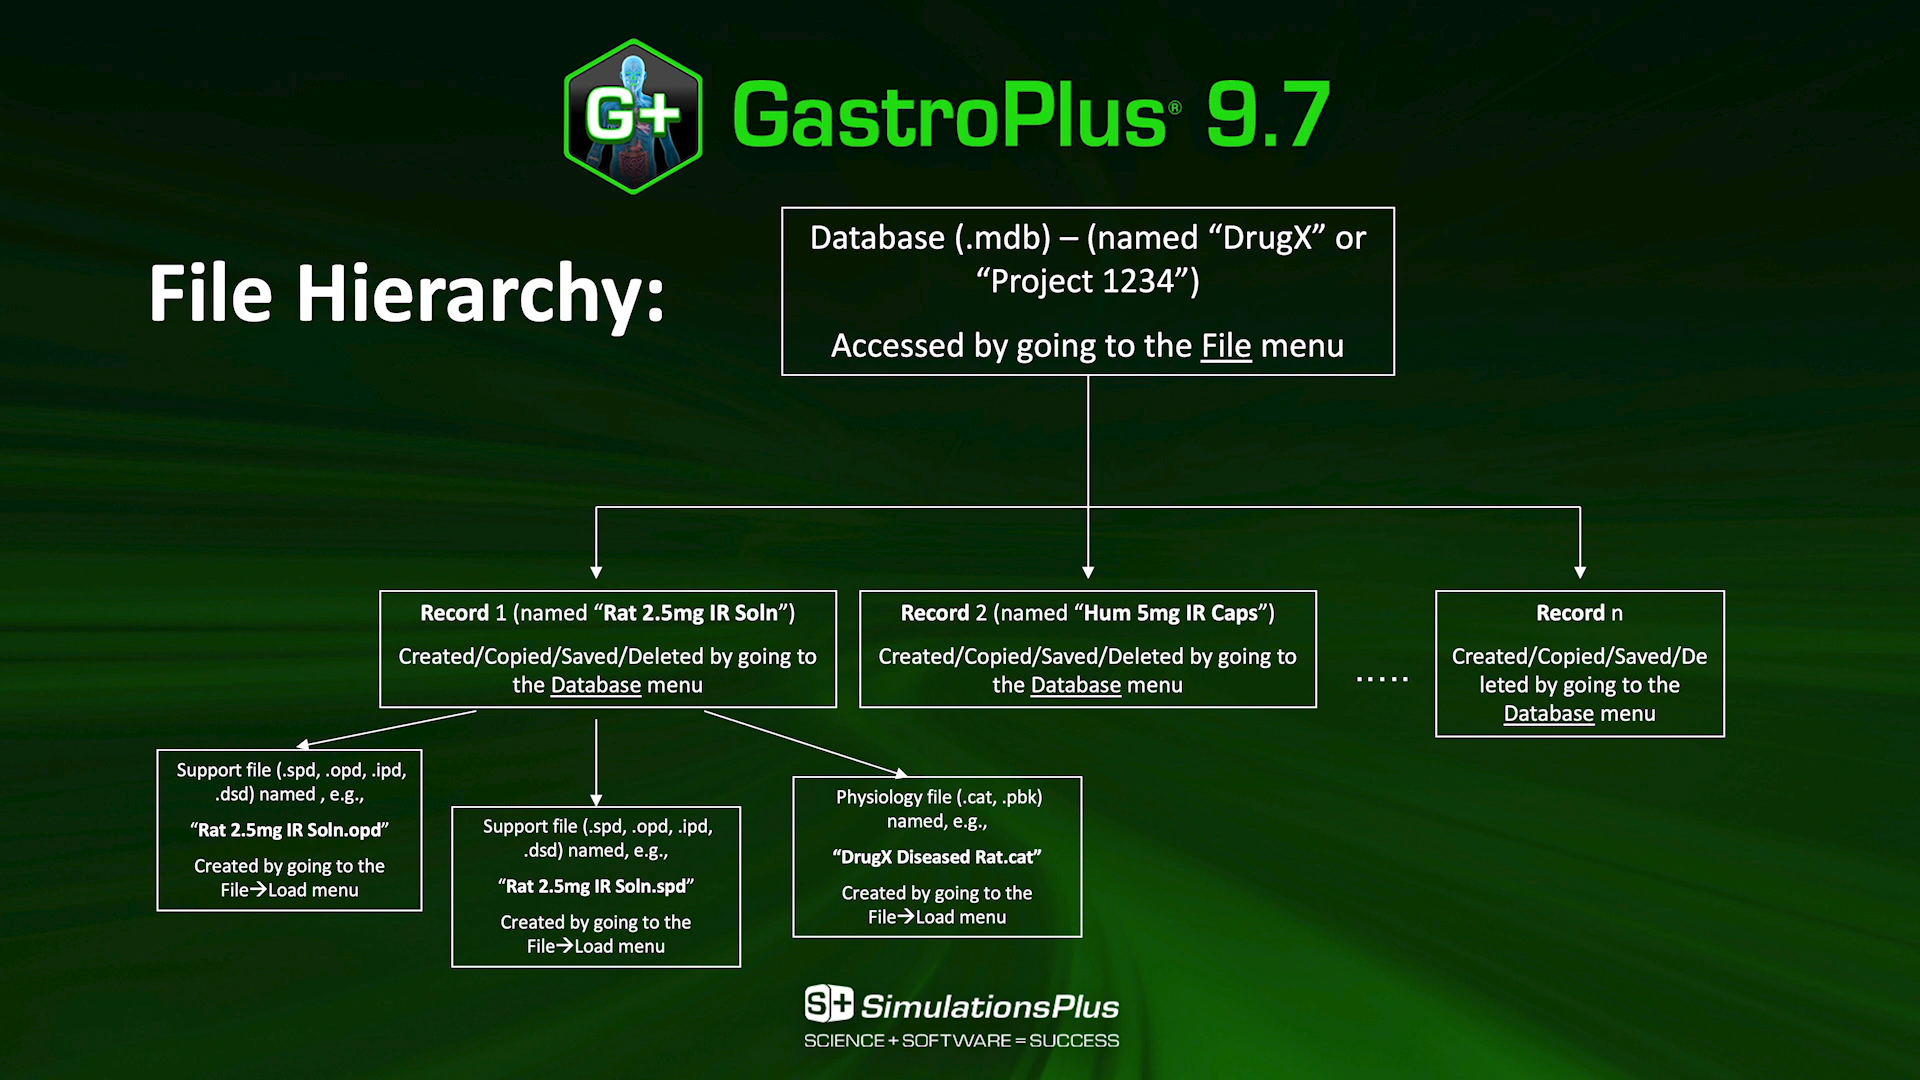 G+
GastroPlus® 9.7
File Hierarchy:
Database (.mdb) – (named “DrugX” or
“Project 1234”)
Accessed by going to the File menu
Record 1 (named “Rat 2.5mg IR Soln”)
Created/Copied/Saved/Deleted by going to
the Database menu
Record 2 (named “Hum 5mg IR Caps”)
Created/Copied/Saved/Deleted by going to
the Database menu
.....
Record n
Created/Copied/Saved/De
leted by going to the
Database menu
Support file (.spd, .opd, .ipd,
.dsd) named , e.g.,
“Rat 2.5mg IR Soln.opd”
Created by going to the
File→Load menu
Support file (.spd, .opd, .ipd,
.dsd) named, e.g.,
“Rat 2.5mg IR Soln.spd”
Created by going to the
File→Load menu
Physiology file (.cat, .pbk)
named, e.g.,
“DrugX Diseased Rat.cat”
Created by going to the
File→Load menu
S+ SimulationsPlus
SCIENCE + SOFTWARE = SUCCESS